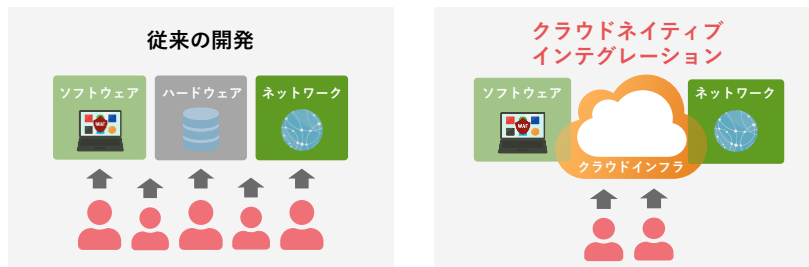 従来の開発
ソフトウェア
ハードウェア
ネットワーク
WAF
クラウドネイティブ
インテグレーション
ソフトウェア
ネットワーク
WAF
クラウドインフラ